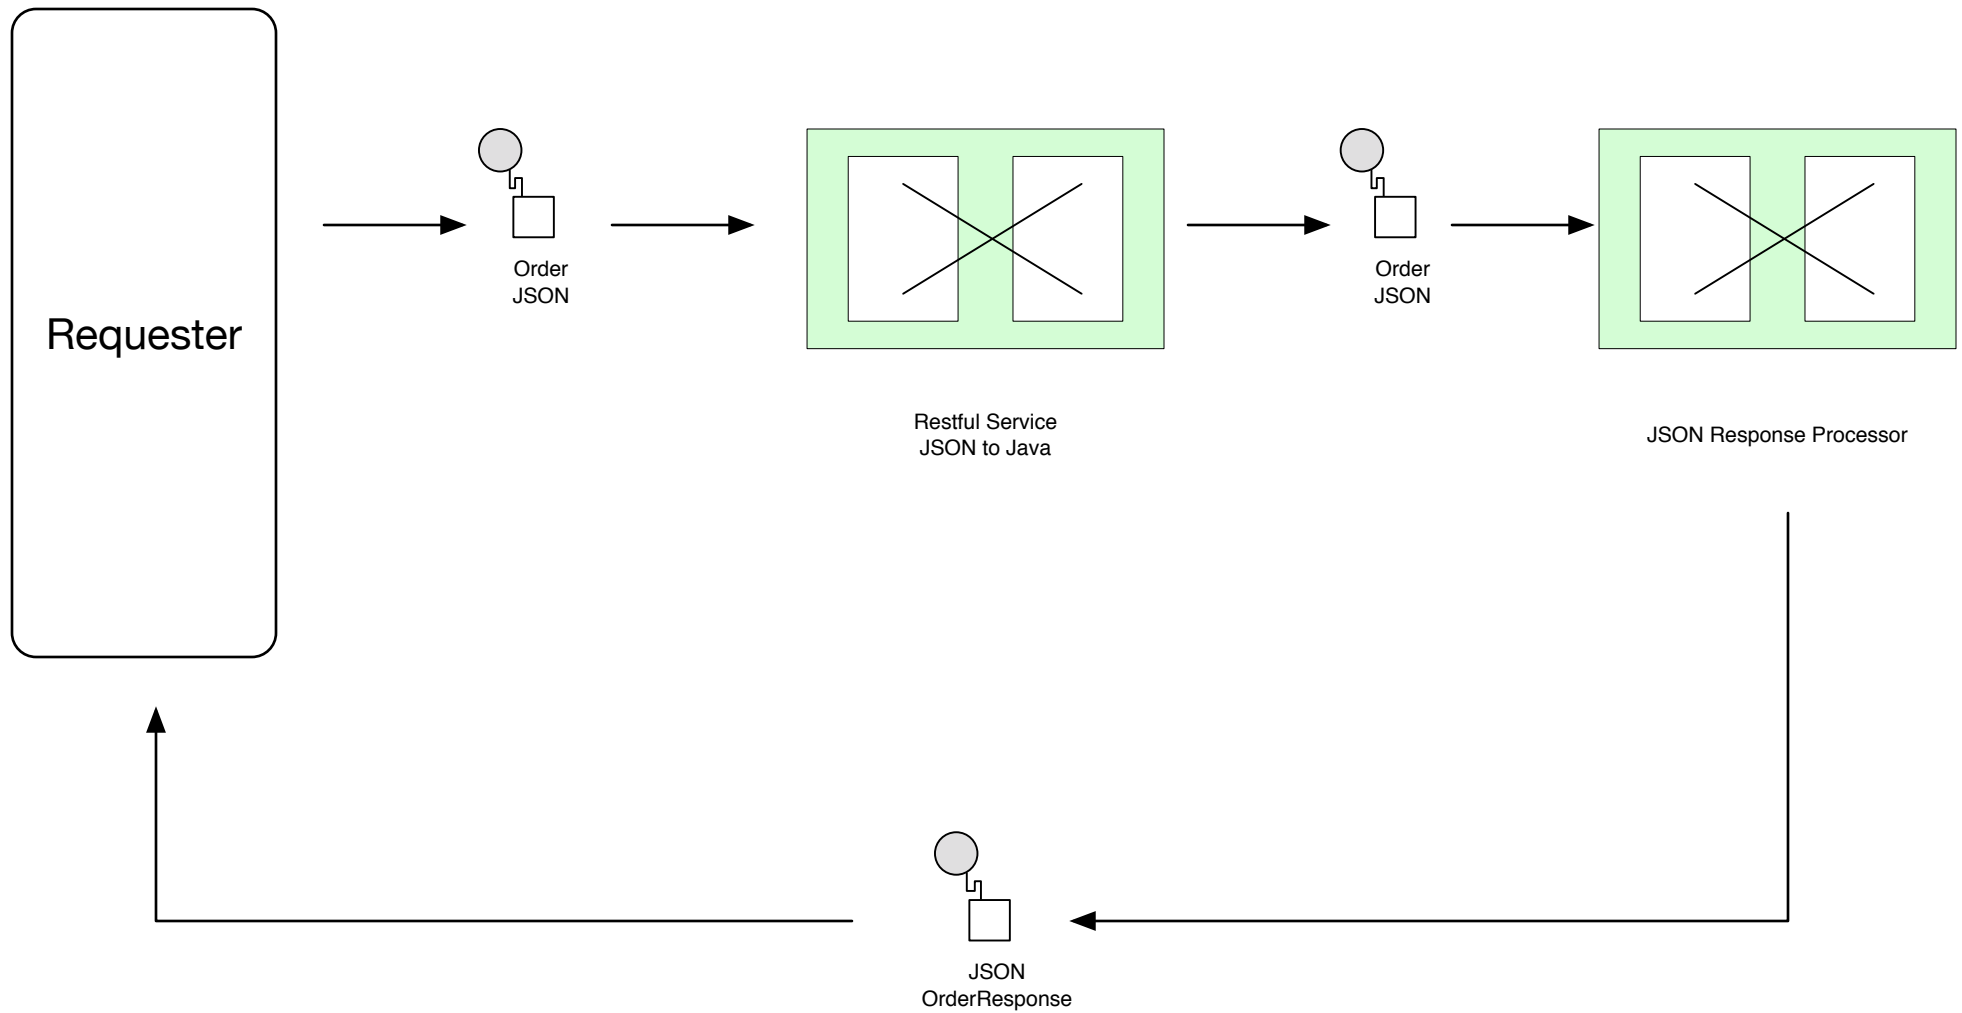 Requester
Order
JSON
Restful Service
JSON to Java
Order
JSON
JSON Response Processor
JSON
OrderResponse